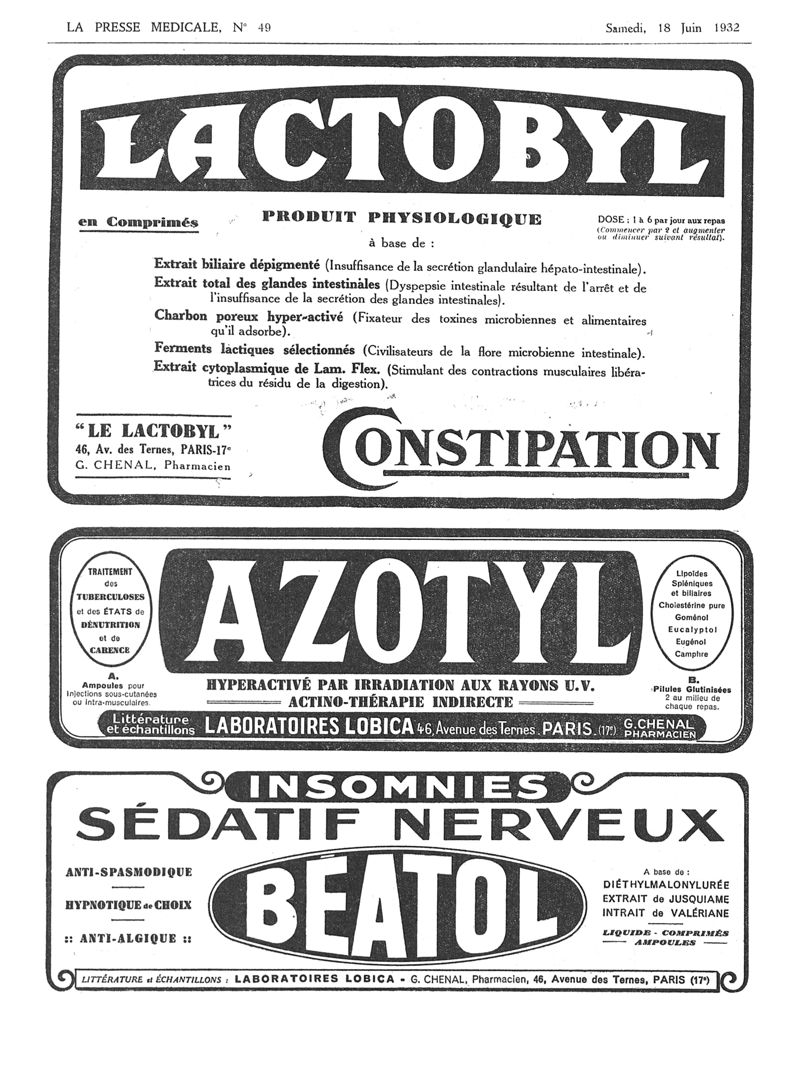 LA PRESSE MEDICALE, N° 49
Samedi, 18 Juin 1932
LACTOBYL
en Comprimés
PRODUIT PHYSIOLOGIQUE
à base de :
DOSE : 1 à 6 par jour aux repas
(Commencer par 2 et augmenter
ou diminuer suivant résultat).
Extrait biliaire dépigmenté (Insuffisance de la secrétion glandulaire hépato-intestinale).
Extrait total des glandes intestinales (Dyspepsie intestinale résultant de l'arrêt et de
l'insuffisance de la secrétion des glandes intestinales).
Charbon poreux hyper-activé (Fixateur des toxines microbiennes et alimentaires
qu'il adsorbe).
Ferments lactiques sélectionnés (Civilisateurs de la flore microbienne intestinale).
Extrait cytoplasmique de Lam. Flex. (Stimulant des contractions musculaires libéra-
trices du résidu de la digestion).
"LE LACTOBYL"
46, Av. des Ternes, PARIS-17e
G. CHENAL, Pharmacien
CONSTIPATION
TRAITEMENT
des
TUBERCULOSES
et des ÉTATS de
DÉNUTRITION
et de
CARENCE
A.
Ampoules pour
Injections sous-cutanées
ou intra-musculaires.
AZOTYL
Lipoïdes
Spléniques
et biliaires
Cholestérine pure
Goménol
Eucalyptol
Eugénol
Camphre
B.
Pilules Glutinisées
2 au milieu de
chaque repas.
HYPERACTIVÉ PAR IRRADIATION AUX RAYONS U.V.
ACTINO-THÉRAPIE INDIRECTE
Littérature
et échantillons
LABORATOIRES LOBICA 46, Avenue des Ternes. PARIS. (17e)
G. CHENAL
PHARMACIEN
INSOMNIES
SÉDATIF NERVEUX
ANTI-SPASMODIQUE
HYPNOTIQUE de CHOIX
:: ANTI-ALGIQUE ::
BÉATOL
A base de :
DIÉTHYLMALONYLURÉE
EXTRAIT de JUSQUIAME
INTRAIT de VALÉRIANE
LIQUIDE - COMPRIMÉS
AMPOULES
LITTÉRATURE et ÉCHANTILLONS : LABORATOIRES LOBICA - G. CHENAL, Pharmacien, 46, Avenue des Ternes, PARIS (17e)